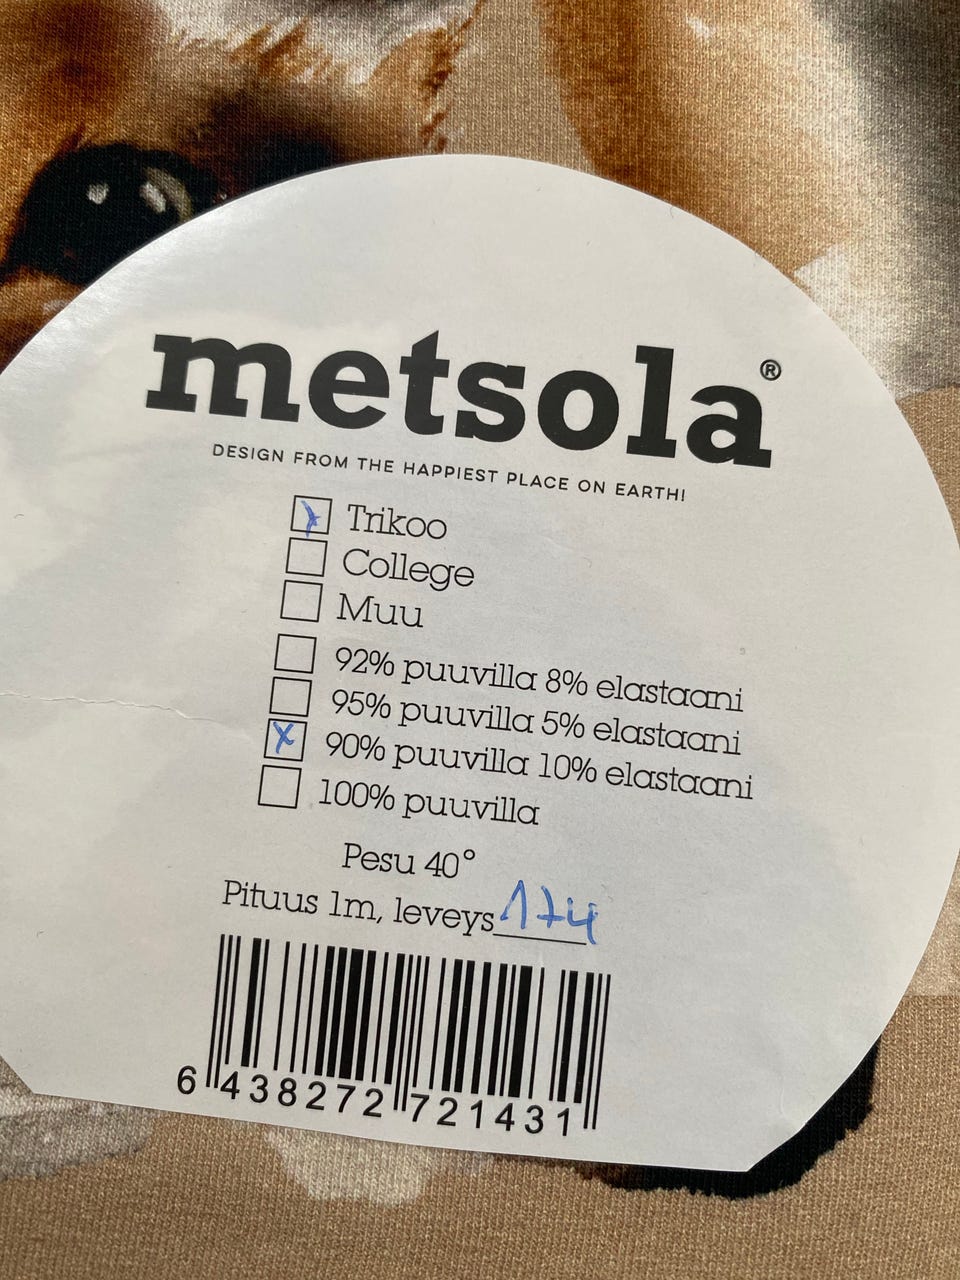 metsola®
DESIGN FROM THE HAPPIEST PLACE ON EARTH!
Trikoo
College
Muu
92% puuvilla 8% elastaani
95% puuvilla 5% elastaani
x 90% puuvilla 10% elastaani
100% puuvilla
Pesu 40°
Pituus 1m, leveys 174
6 438272 721431